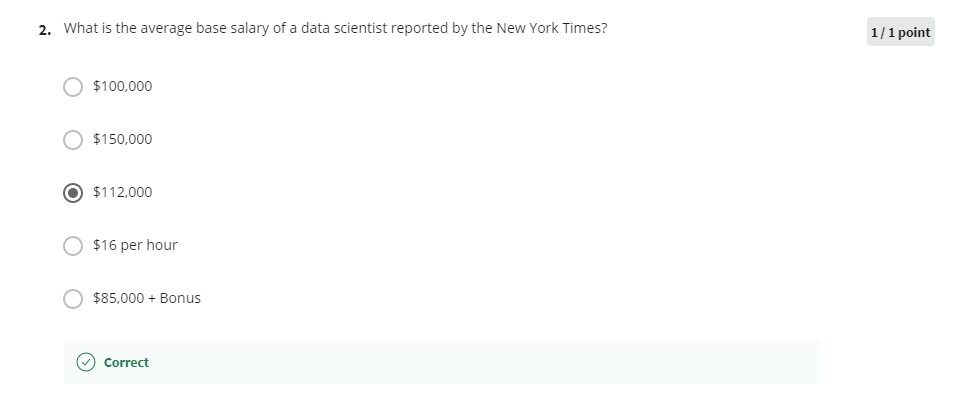 2. What is the average base salary of a data scientist reported by the New York Times?
1 / 1 point
$100,000
$150,000
$112,000
$16 per hour
$85,000 + Bonus
Correct